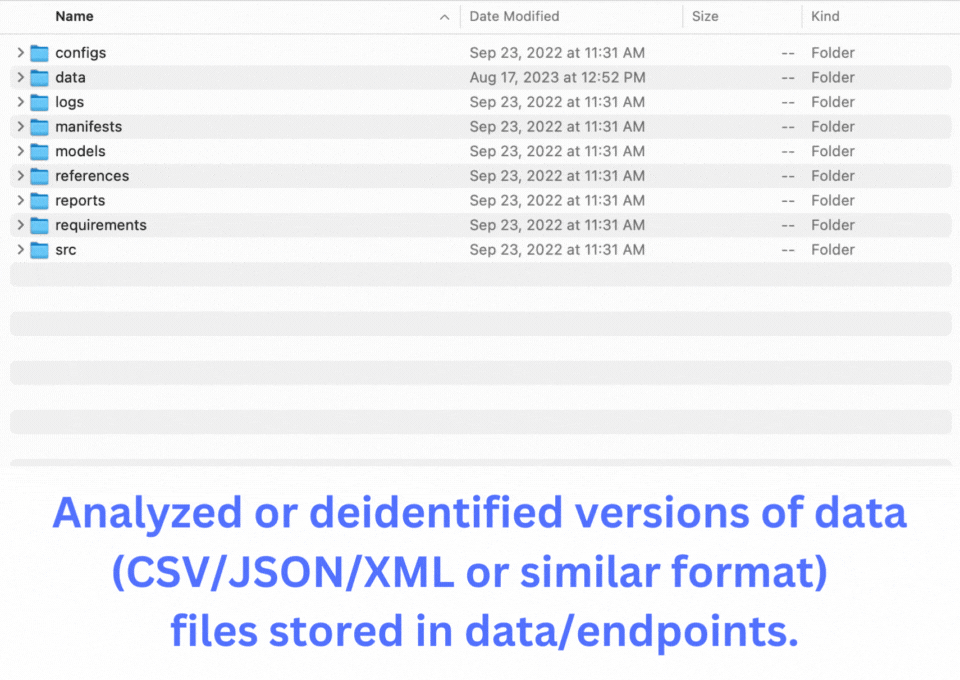 Name Date Modified Size Kind
configs Sep 23, 2022 at 11:31 AM -- Folder
data Aug 17, 2023 at 12:52 PM -- Folder
logs Sep 23, 2022 at 11:31 AM -- Folder
manifests Sep 23, 2022 at 11:31 AM -- Folder
models Sep 23, 2022 at 11:31 AM -- Folder
references Sep 23, 2022 at 11:31 AM -- Folder
reports Sep 23, 2022 at 11:31 AM -- Folder
requirements Sep 23, 2022 at 11:31 AM -- Folder
src Sep 23, 2022 at 11:31 AM -- Folder
Analyzed or deidentified versions of data
(CSV/JSON/XML or similar format)
files stored in data/endpoints.